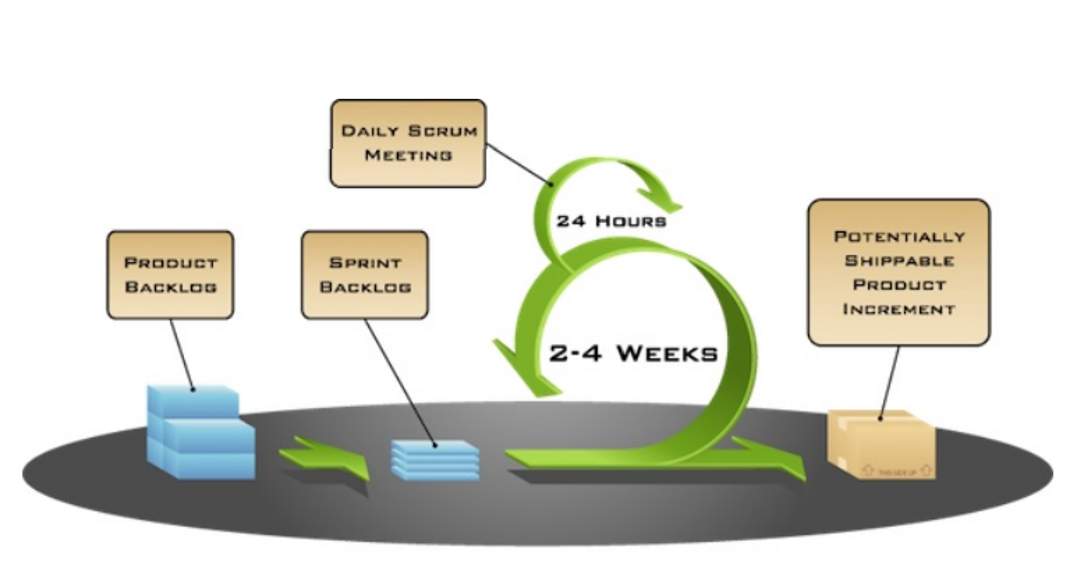 Daily Scrum
Meeting
24 Hours
Product
Backlog
Sprint
Backlog
Potentially
Shippable
Product
Increment
2-4 Weeks
This Side Up